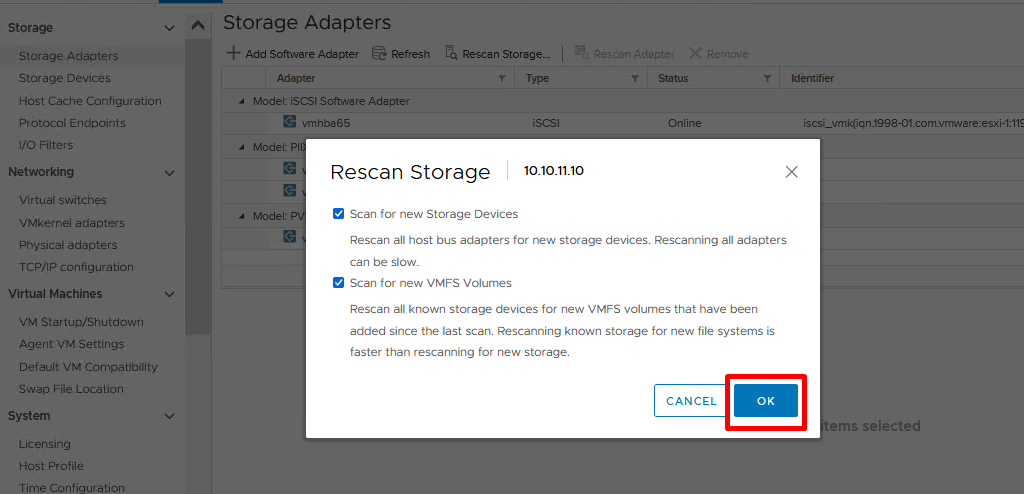 Storage
Storage Adapters
Storage Devices
Host Cache Configuration
Protocol Endpoints
I/O Filters
Networking
Virtual switches
VMkernel adapters
Physical adapters
TCP/IP configuration
Virtual Machines
VM Startup/Shutdown
Agent VM Settings
Default VM Compatibility
Swap File Location
System
Licensing
Host Profile
Time Configuration
Storage Adapters
Add Software Adapter Refresh Rescan Storage... Rescan Adapter Remove
Adapter Type Status Identifier
Model: iSCSI Software Adapter
vmhba65 iSCSI Online iscsi_vmk(iqn.1998-01.com.vmware:esxi-1:119
Model: PIIX
Model: PV
Rescan Storage 10.10.11.10
Scan for new Storage Devices
Rescan all host bus adapters for new storage devices. Rescanning all adapters
can be slow.
Scan for new VMFS Volumes
Rescan all known storage devices for new VMFS volumes that have been
added since the last scan. Rescanning known storage for new file systems is
faster than rescanning for new storage.
CANCEL OK
items selected